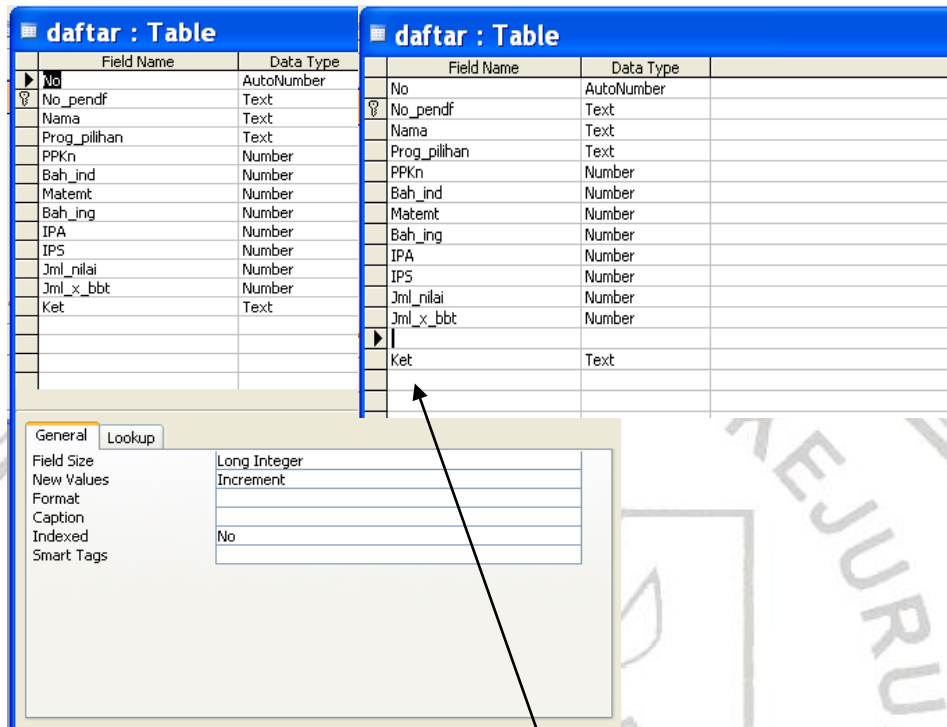 daftar : Table
Field Name Data Type
No AutoNumber
No_pendf Text
Nama Text
Prog_pilihan Text
PPKn Number
Bah_ind Number
Matemt Number
Bah_ing Number
IPA Number
IPS Number
Jml_nilai Number
Jml_x_bbt Number
Ket Text
daftar : Table
Field Name Data Type
No AutoNumber
No_pendf Text
Nama Text
Prog_pilihan Text
PPKn Number
Bah_ind Number
Matemt Number
Bah_ing Number
IPA Number
IPS Number
Jml_nilai Number
Jml_x_bbt Number
Ket Text
General Lookup
Field Size Long Integer
New Values Increment
Format
Caption
Indexed No
Smart Tags